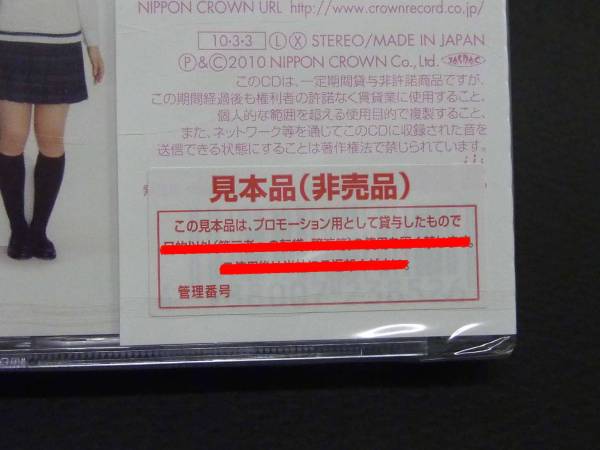 NIPPON CROWN URL http://www.crownrecord.co.jp/
10・3・3 Ⓛ Ⓧ STEREO/MADE IN JAPAN
Ⓟ&©2010 NIPPON CROWN Co., Ltd.
このCDは、一定期間貸与非許諾商品ですが、
この期間経過後も権利者の許諾なく賃貸業に使用すること、
個人的な範囲を超える使用目的で複製すること、
また、ネットワーク等を通じてこのCDに収録された音を
送信できる状態にすることは著作権法で禁じられています。
見本品(非売品)
この見本品は、プロモーション用として貸与したもので
管理番号